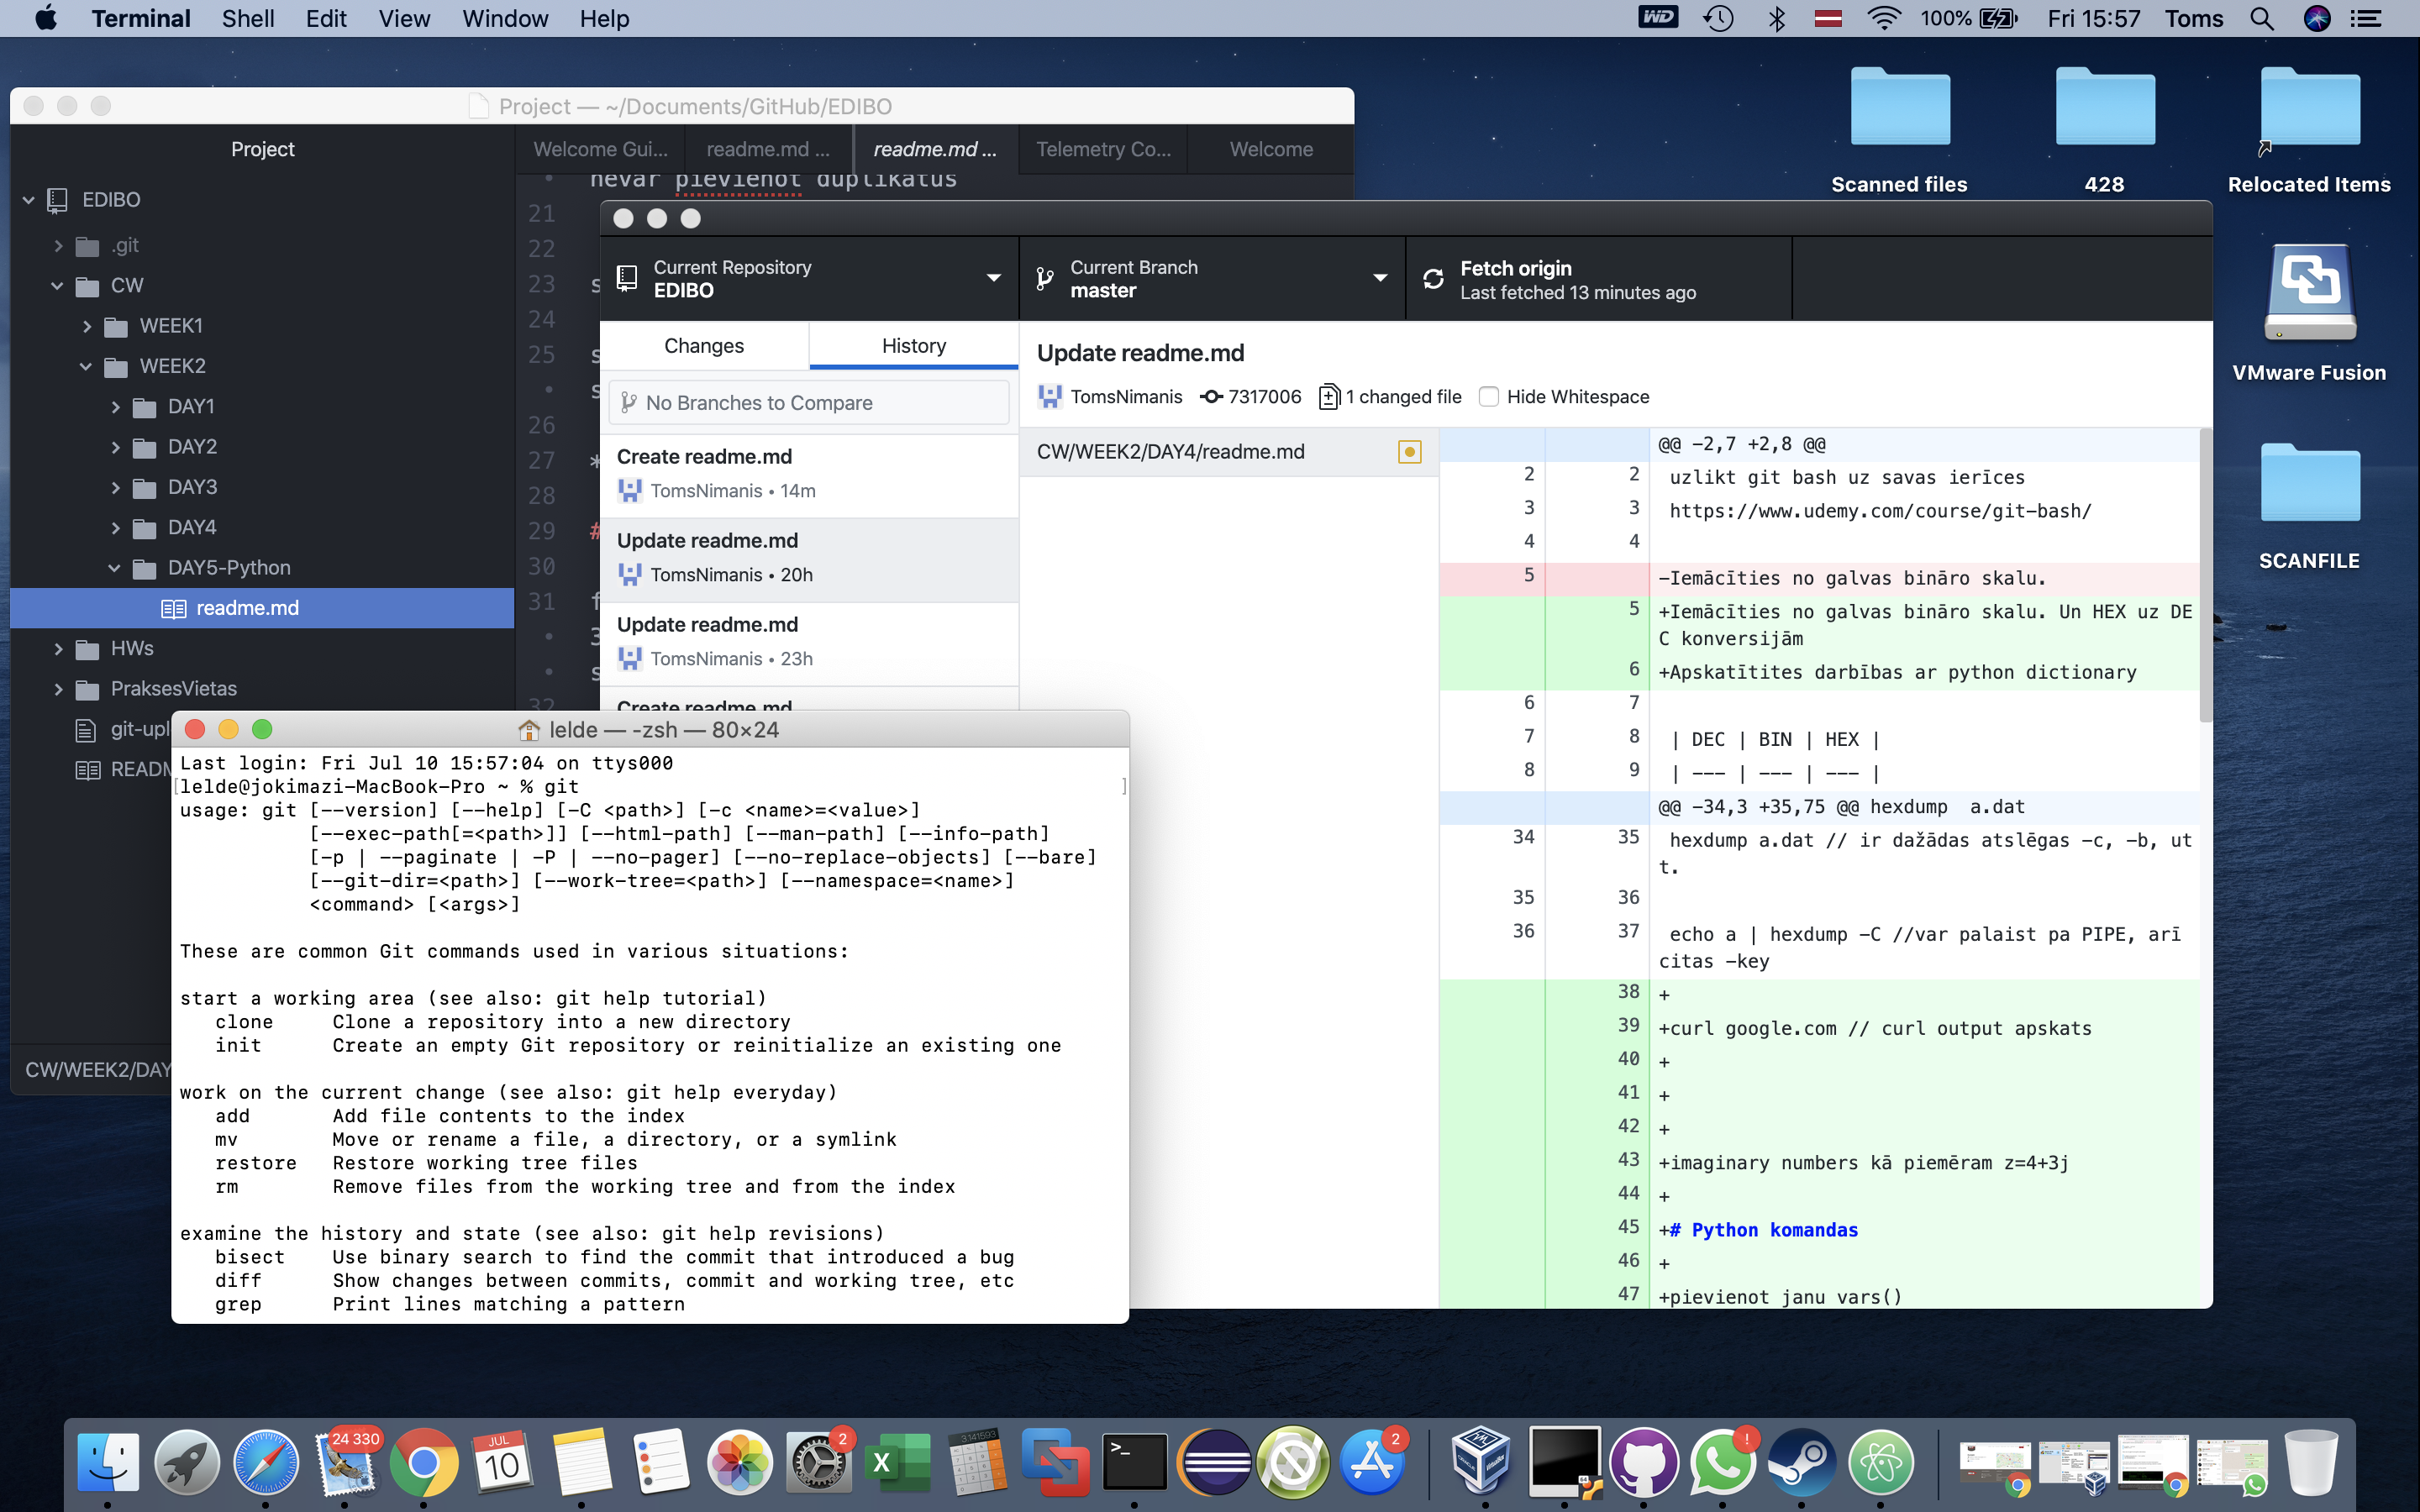 Terminal Shell Edit View Window Help
WD 100% Fri 15:57 Toms
Project — ~/Documents/GitHub/EDIBO
Project
Welcome Gui... readme.md ... readme.md ... Telemetry Co... Welcome
EDIBO
.git
CW
WEEK1
WEEK2
DAY1
DAY2
DAY3
DAY4
DAY5-Python
readme.md
HWs
PraksesVietas
git-upl
READM
CW/WEEK2/DAY
nevar pievienot duplikatus
21
22
23 s
24
25 s
• s
26
27 *
28
29 #
30
31 f
• 3
• s
32
Current Repository
EDIBO
Current Branch
master
Fetch origin
Last fetched 13 minutes ago
Changes History
No Branches to Compare
Create readme.md
TomsNimanis • 14m
Update readme.md
TomsNimanis • 20h
Update readme.md
TomsNimanis • 23h
Create readme.md
Update readme.md
TomsNimanis 7317006 1 changed file Hide Whitespace
CW/WEEK2/DAY4/readme.md
@@ -2,7 +2,8 @@
2 2 uzlikt git bash uz savas ierīces
3 3 https://www.udemy.com/course/git-bash/
4 4
5 -Iemācīties no galvas bināro skalu.
5 +Iemācīties no galvas bināro skalu. Un HEX uz DE
C konversijām
6 +Apskatītites darbības ar python dictionary
6 7
7 8 | DEC | BIN | HEX |
8 9 | --- | --- | --- |
@@ -34,3 +35,75 @@ hexdump a.dat
34 35 hexdump a.dat // ir dažādas atslēgas -c, -b, ut
t.
35 36
36 37 echo a | hexdump -C //var palaist pa PIPE, arī
citas -key
38 +
39 +curl google.com // curl output apskats
40 +
41 +
42 +
43 +imaginary numbers kā piemēram z=4+3j
44 +
45 +# Python komandas
46 +
47 +pievienot janu vars()
lelde — -zsh — 80×24
Last login: Fri Jul 10 15:57:04 on ttys000
[lelde@jokimazi-MacBook-Pro ~ % git ]
usage: git [--version] [--help] [-C <path>] [-c <name>=<value>]
[--exec-path[=<path>]] [--html-path] [--man-path] [--info-path]
[-p | --paginate | -P | --no-pager] [--no-replace-objects] [--bare]
[--git-dir=<path>] [--work-tree=<path>] [--namespace=<name>]
<command> [<args>]
These are common Git commands used in various situations:
start a working area (see also: git help tutorial)
clone Clone a repository into a new directory
init Create an empty Git repository or reinitialize an existing one
work on the current change (see also: git help everyday)
add Add file contents to the index
mv Move or rename a file, a directory, or a symlink
restore Restore working tree files
rm Remove files from the working tree and from the index
examine the history and state (see also: git help revisions)
bisect Use binary search to find the commit that introduced a bug
diff Show changes between commits, commit and working tree, etc
grep Print lines matching a pattern
Scanned files
428
Relocated Items
VMware Fusion
SCANFILE
24 330
JUL
10
2
X
3.141593
>_
2
!